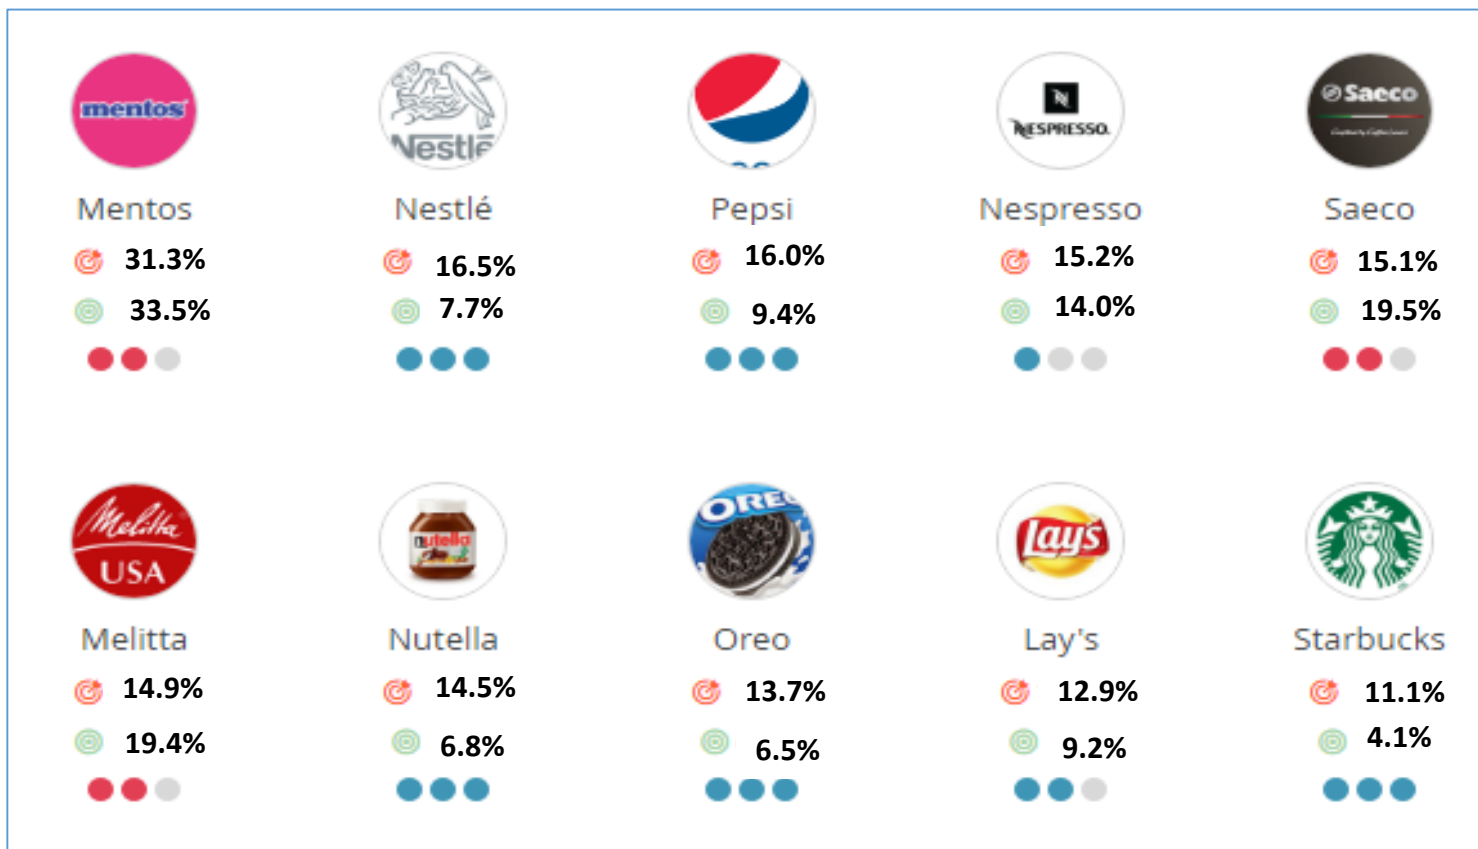 mentos
Nestlé
NESPRESSO.
Saeco
Mentos
Nestlé
Pepsi
Nespresso
Saeco
31.3%
16.5%
16.0%
15.2%
15.1%
33.5%
7.7%
9.4%
14.0%
19.5%
Melitta
USA
nutella
OREO
Lay's
Melitta
Nutella
Oreo
Lay's
Starbucks
14.9%
14.5%
13.7%
12.9%
11.1%
19.4%
6.8%
6.5%
9.2%
4.1%